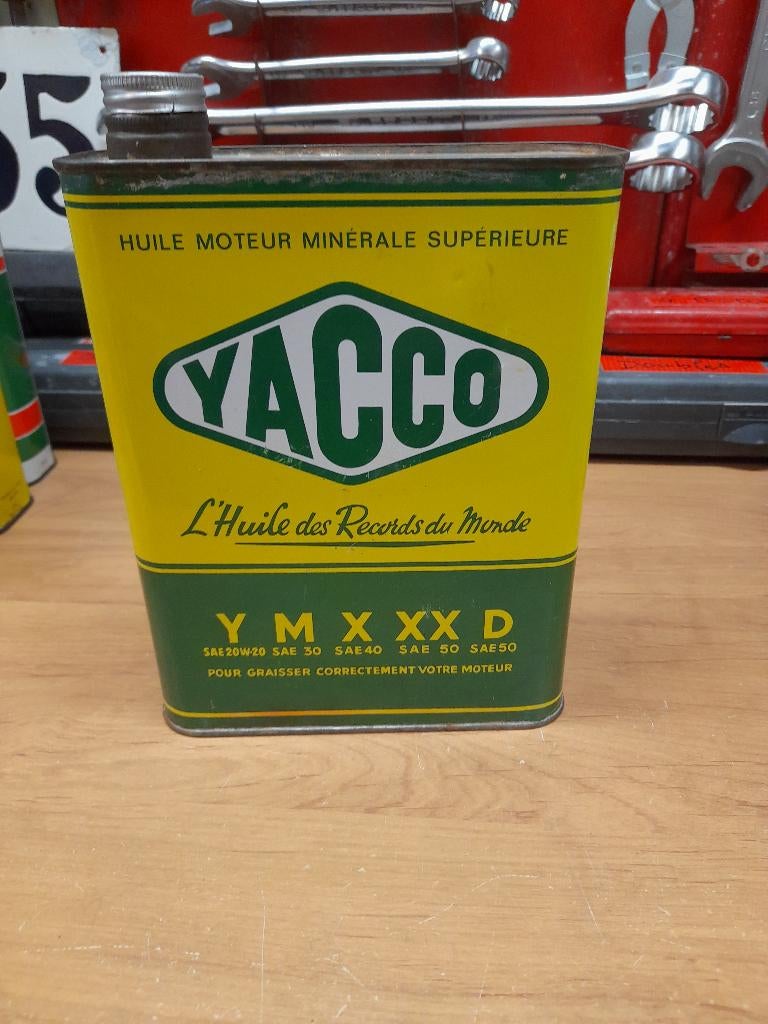 35
HUILE MOTEUR MINÉRALE SUPÉRIEURE
YACCO
L'Huile des Records du Monde
Y M X XX D
SAE 20W-20 SAE 30 SAE 40 SAE 50 SAE 50
POUR GRAISSER CORRECTEMENT VOTRE MOTEUR